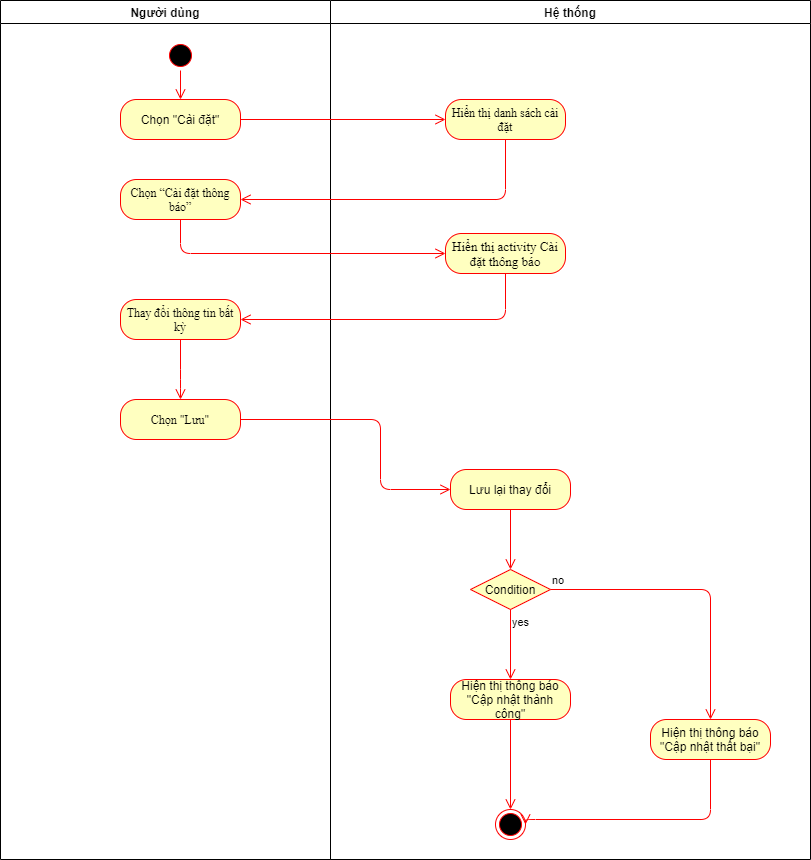 Người dùng
Hệ thống
Chọn "Cài đặt"
Hiển thị danh sách cài
đặt
Chọn “Cài đặt thông
báo”
Hiển thị activity Cài
đặt thông báo
Thay đổi thông tin bất
kỳ
Chọn "Lưu"
Lưu lại thay đổi
Condition
no
yes
Hiện thị thông báo
"Cập nhật thành
công"
Hiện thị thông báo
"Cập nhật thất bại”